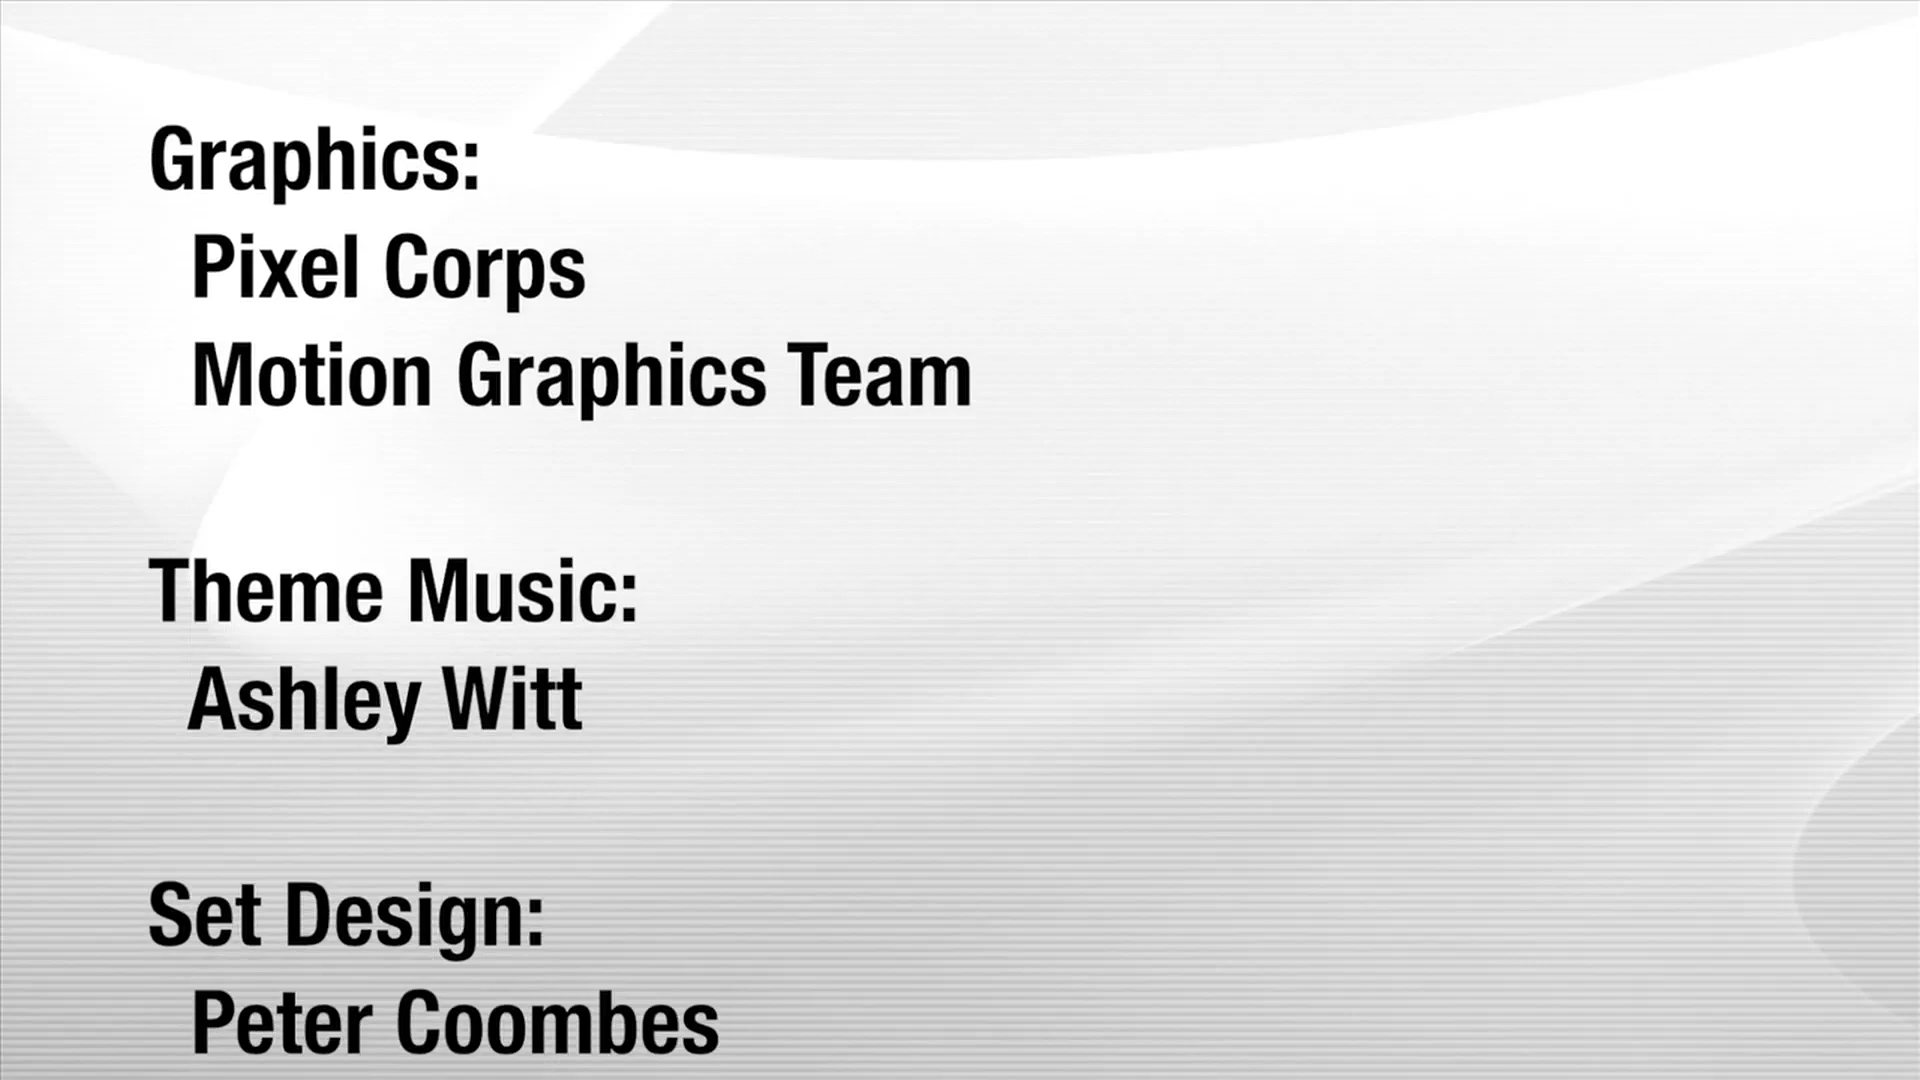 Graphics:
Pixel Corps
Motion Graphics Team
Theme Music:
Ashley Witt
Set Design:
Peter Coombes